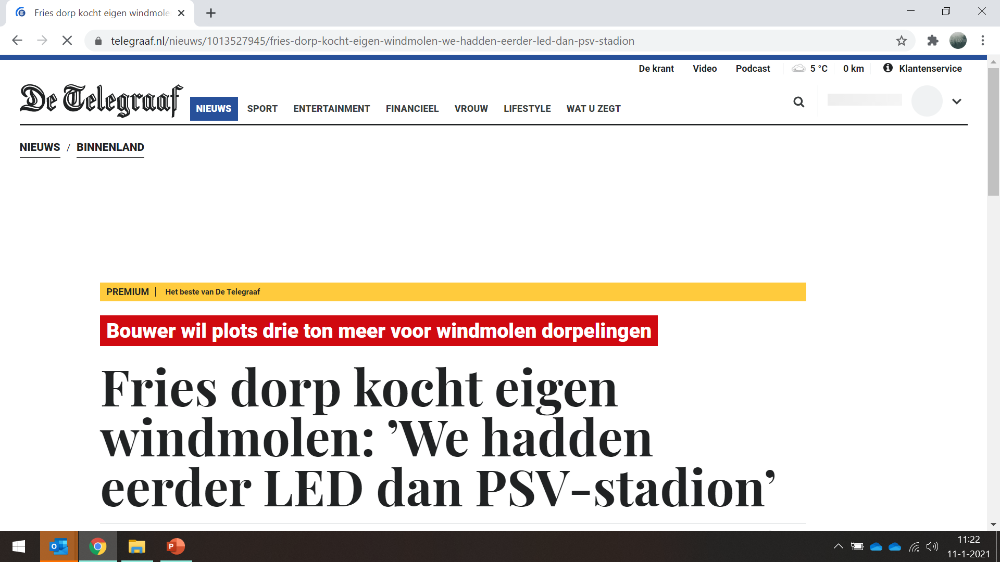 Fries dorp kocht eigen windmole
telegraaf.nl/nieuws/1013527945/fries-dorp-kocht-eigen-windmolen-we-hadden-eerder-led-dan-psv-stadion
De krant Video Podcast 5 °C 0 km Klantenservice
De Telegraaf
NIEUWS SPORT ENTERTAINMENT FINANCIEEL VROUW LIFESTYLE WAT U ZEGT
NIEUWS / BINNENLAND
PREMIUM | Het beste van De Telegraaf
Bouwer wil plots drie ton meer voor windmolen dorpelingen
Fries dorp kocht eigen
windmolen: ’We hadden
eerder LED dan PSV-stadion’
11:22
11-1-2021